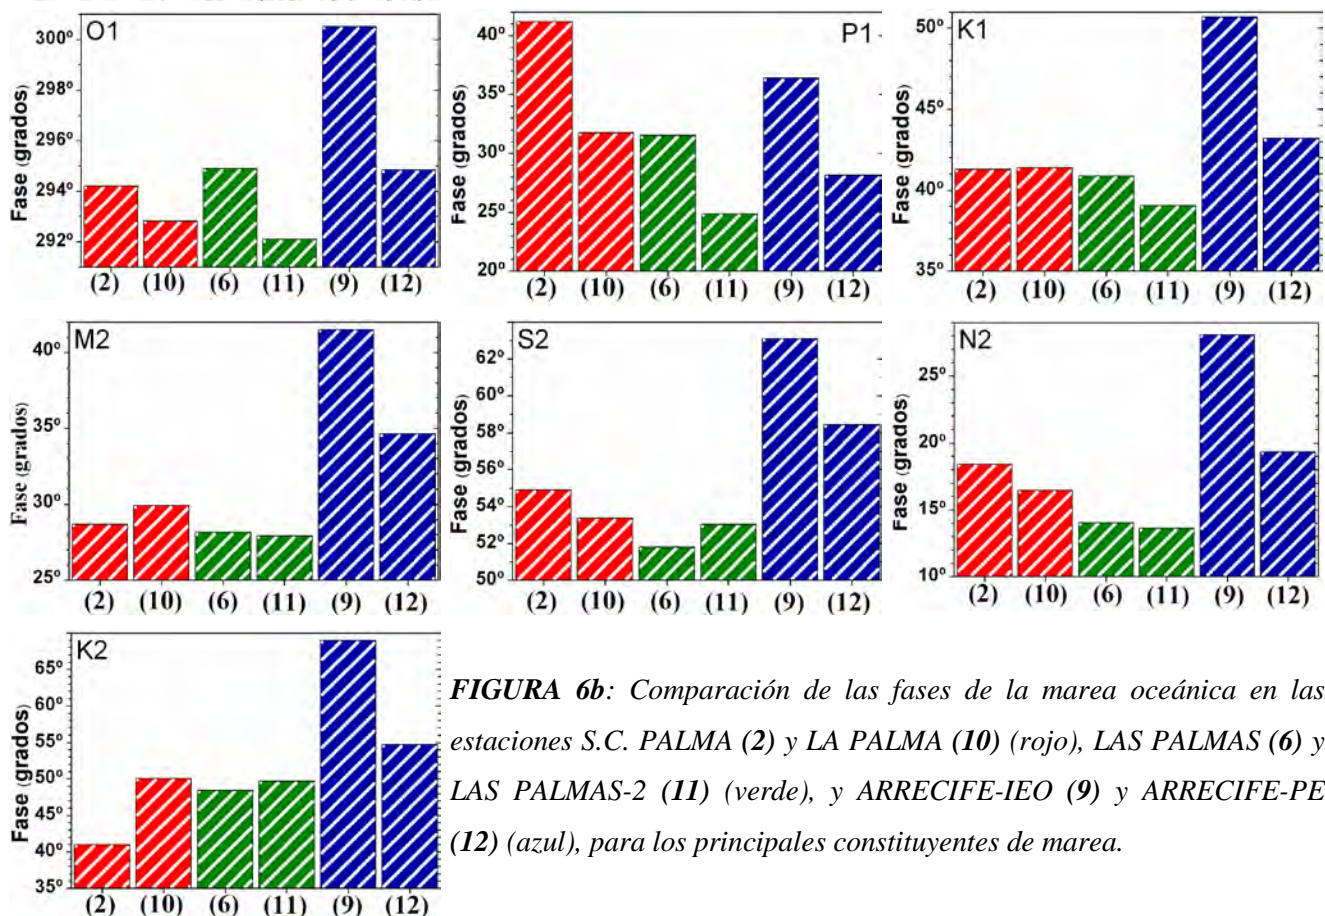 O1
Fase (grados)
300º
298º
296º
294º
292º
(2) (10) (6) (11) (9) (12)
P1
Fase (grados)
40º
35º
30º
25º
20º
(2) (10) (6) (11) (9) (12)
K1
Fase (grados)
50º
45º
40º
35º
(2) (10) (6) (11) (9) (12)
M2
Fase (grados)
40º
35º
30º
25º
(2) (10) (6) (11) (9) (12)
S2
Fase (grados)
62º
60º
58º
56º
54º
52º
50º
(2) (10) (6) (11) (9) (12)
N2
Fase (grados)
25º
20º
15º
10º
(2) (10) (6) (11) (9) (12)
K2
Fase (grados)
65º
60º
55º
50º
45º
40º
35º
(2) (10) (6) (11) (9) (12)
FIGURA 6b: Comparación de las fases de la marea oceánica en las
estaciones S.C. PALMA (2) y LA PALMA (10) (rojo), LAS PALMAS (6) y
LAS PALMAS-2 (11) (verde), y ARRECIFE-IEO (9) y ARRECIFE-PE
(12) (azul), para los principales constituyentes de marea.